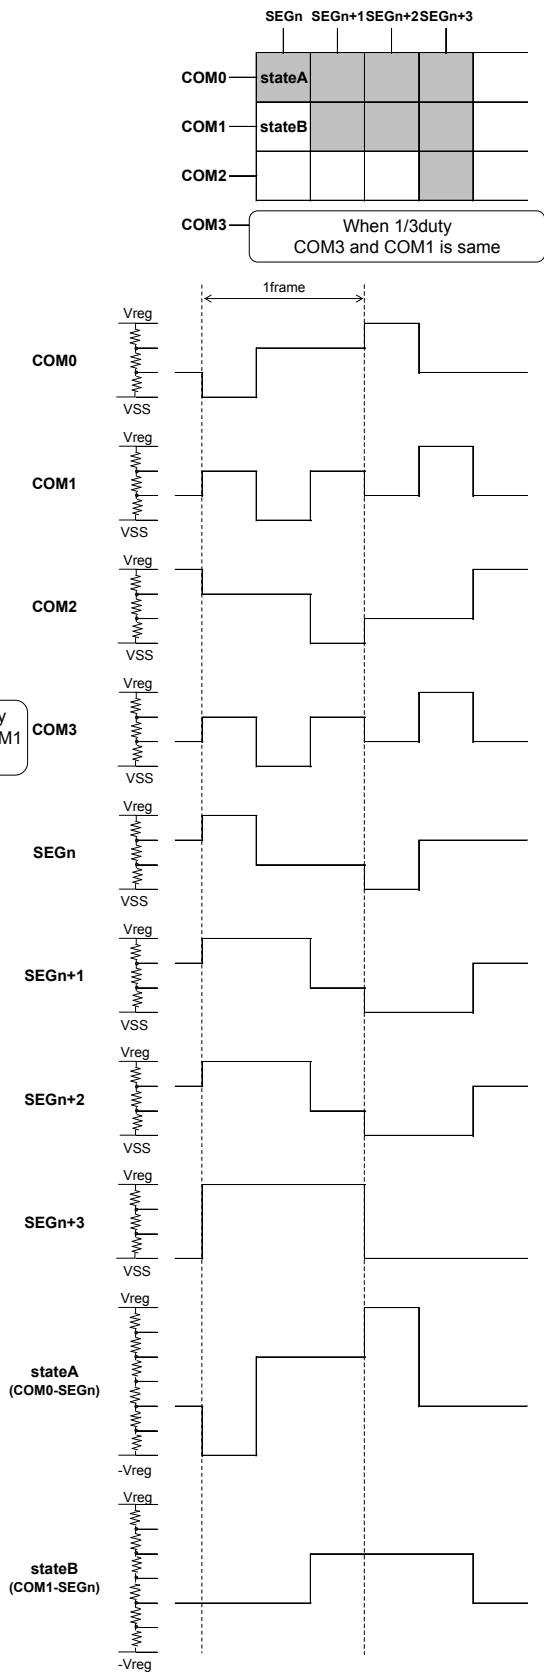 SEGn SEGn+1 SEGn+2 SEGn+3
COM0 stateA
COM1 stateB
COM2
COM3 When 1/3duty
COM3 and COM1 is same
1frame
Vreg
COM0
VSS
Vreg
COM1
VSS
Vreg
COM2
VSS
Vreg
y
COM3
M1
VSS
Vreg
SEGn
VSS
Vreg
SEGn+1
VSS
Vreg
SEGn+2
VSS
Vreg
SEGn+3
VSS
Vreg
stateA
(COM0-SEGn)
-Vreg
Vreg
stateB
(COM1-SEGn)
-Vreg